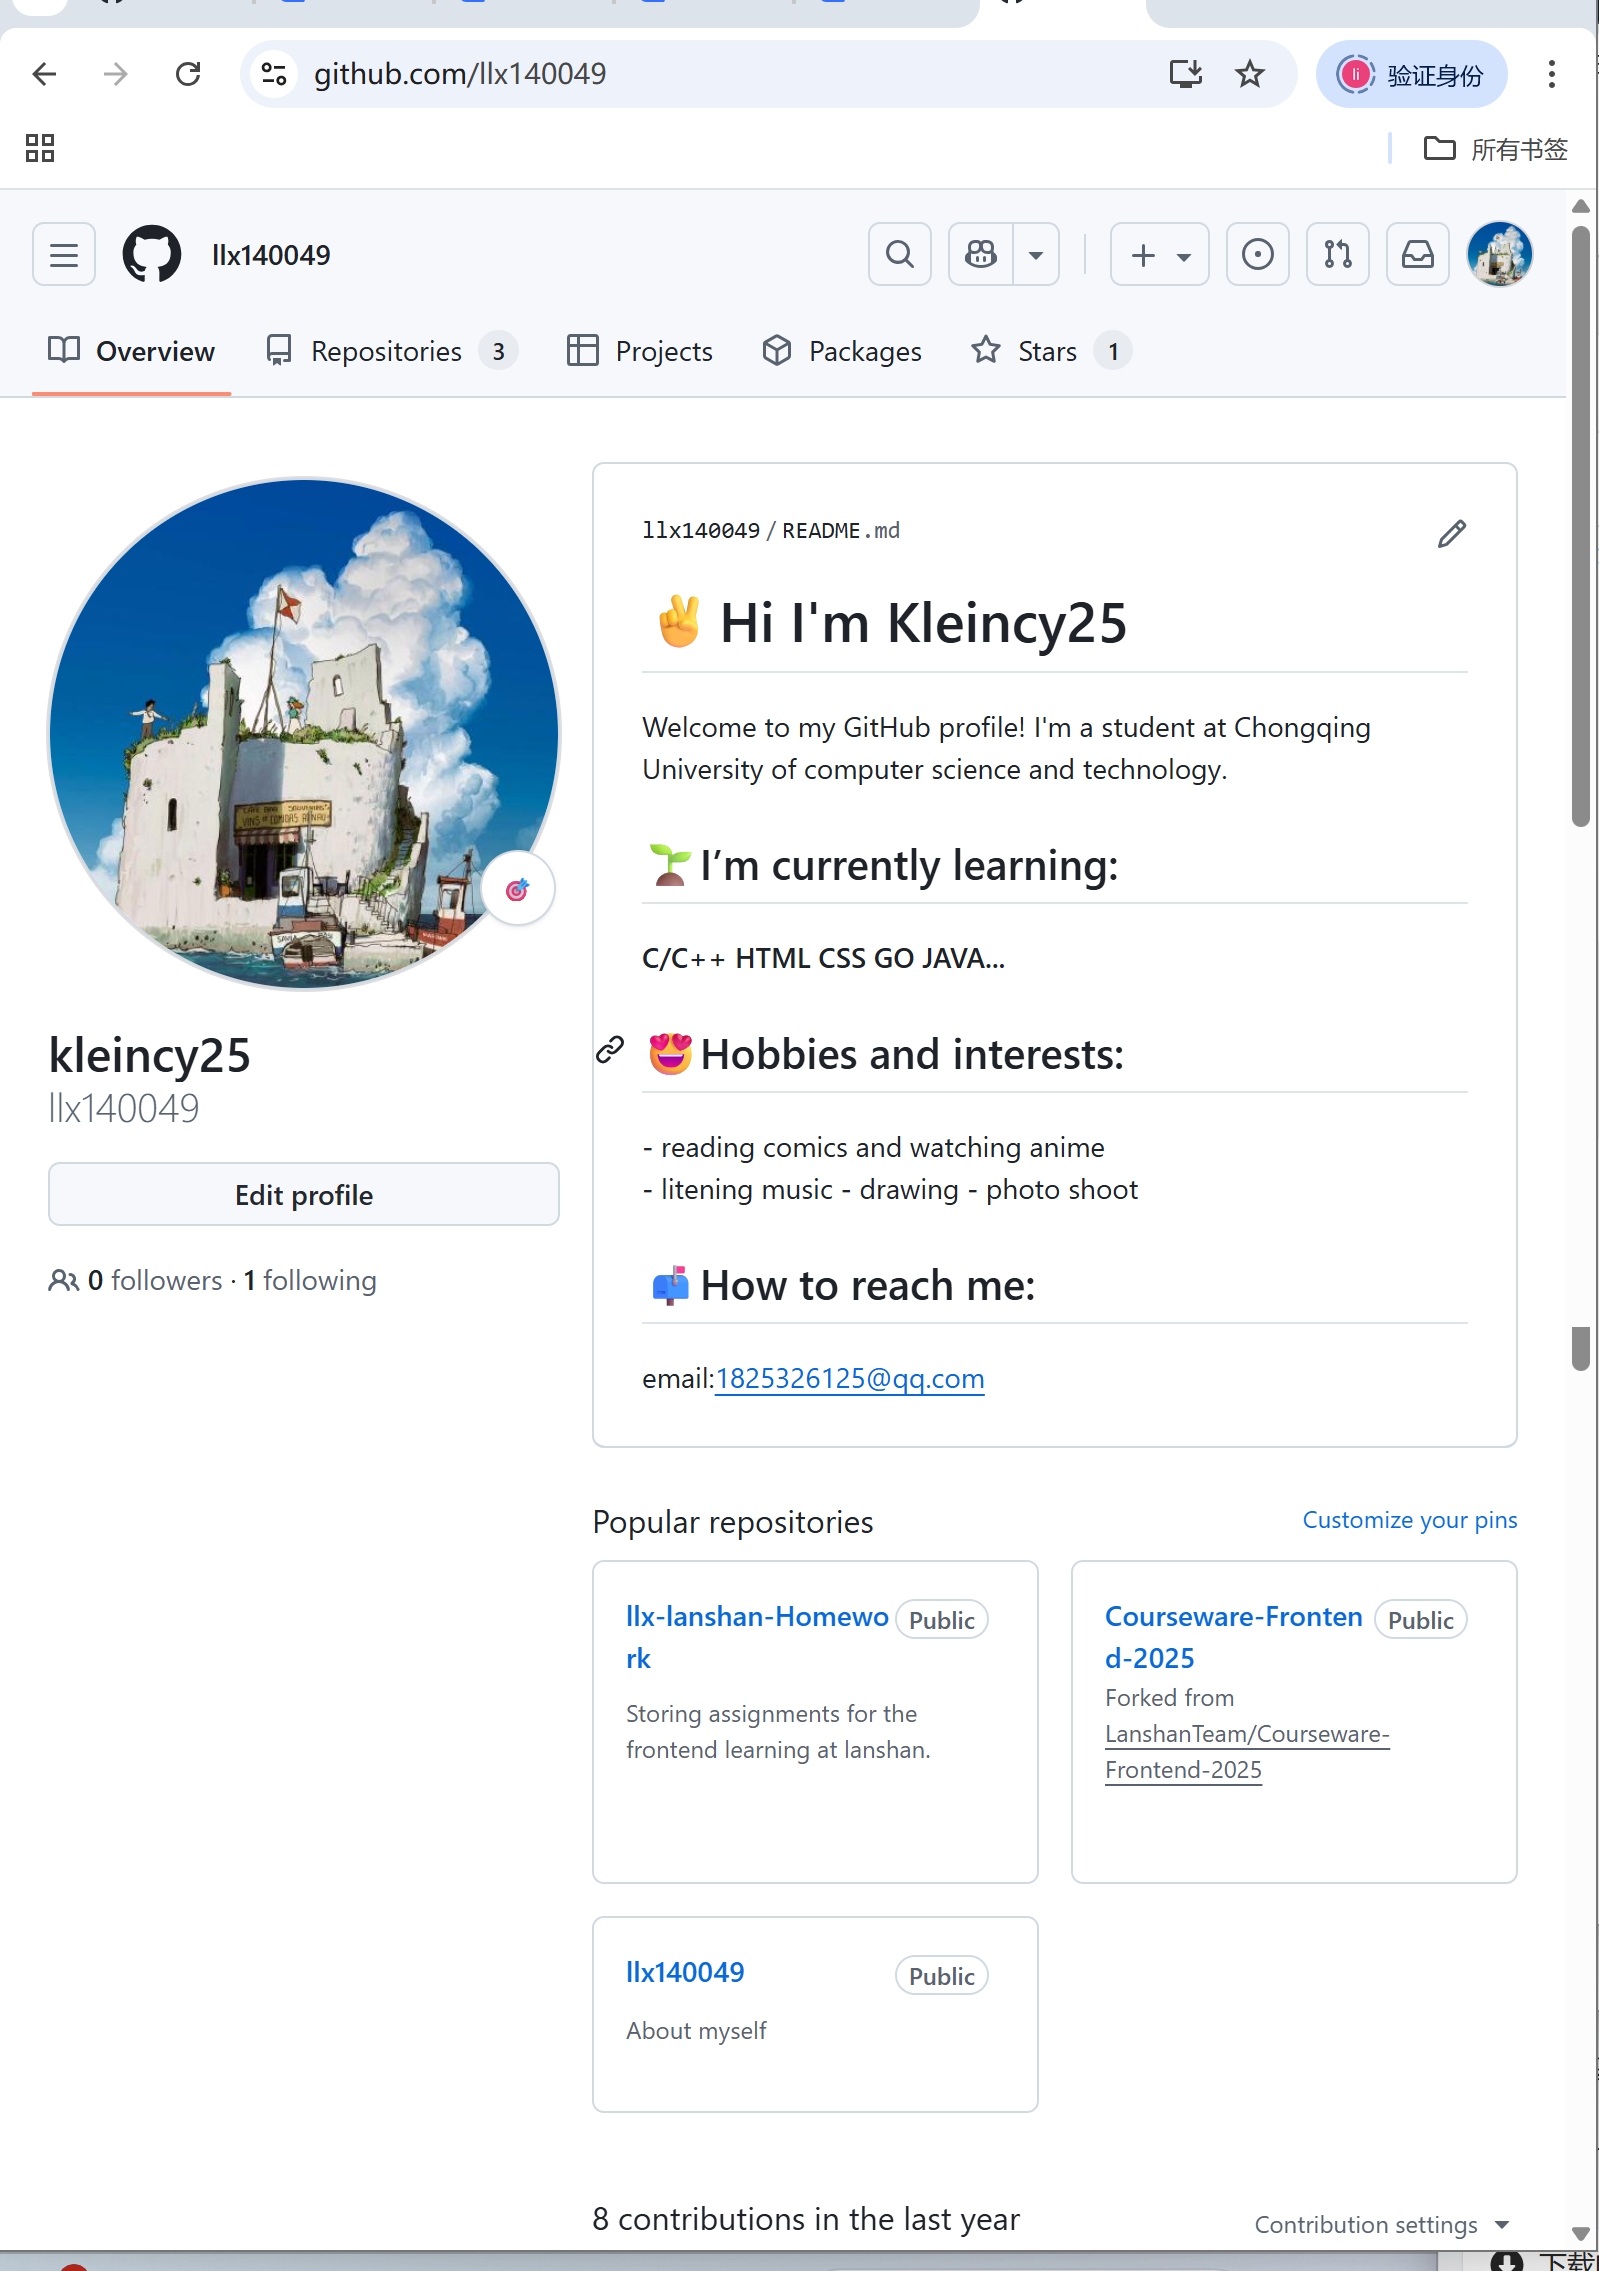 github.com/llx140049
li 验证身份
所有书签
llx140049
Overview
Repositories 3
Projects
Packages
Stars 1
llx140049 / README.md
✌️ Hi I'm Kleincy25
Welcome to my GitHub profile! I'm a student at Chongqing
University of computer science and technology.
🌱 I’m currently learning:
C/C++ HTML CSS GO JAVA...
😍 Hobbies and interests:
- reading comics and watching anime
- litening music - drawing - photo shoot
📫 How to reach me:
email:1825326125@qq.com
kleincy25
llx140049
Edit profile
0 followers · 1 following
Popular repositories
Customize your pins
llx-lanshan-Homewo
rk
Public
Storing assignments for the
frontend learning at lanshan.
Courseware-Fronten
d-2025
Public
Forked from
LanshanTeam/Courseware-
Frontend-2025
llx140049
Public
About myself
8 contributions in the last year
Contribution settings
下载